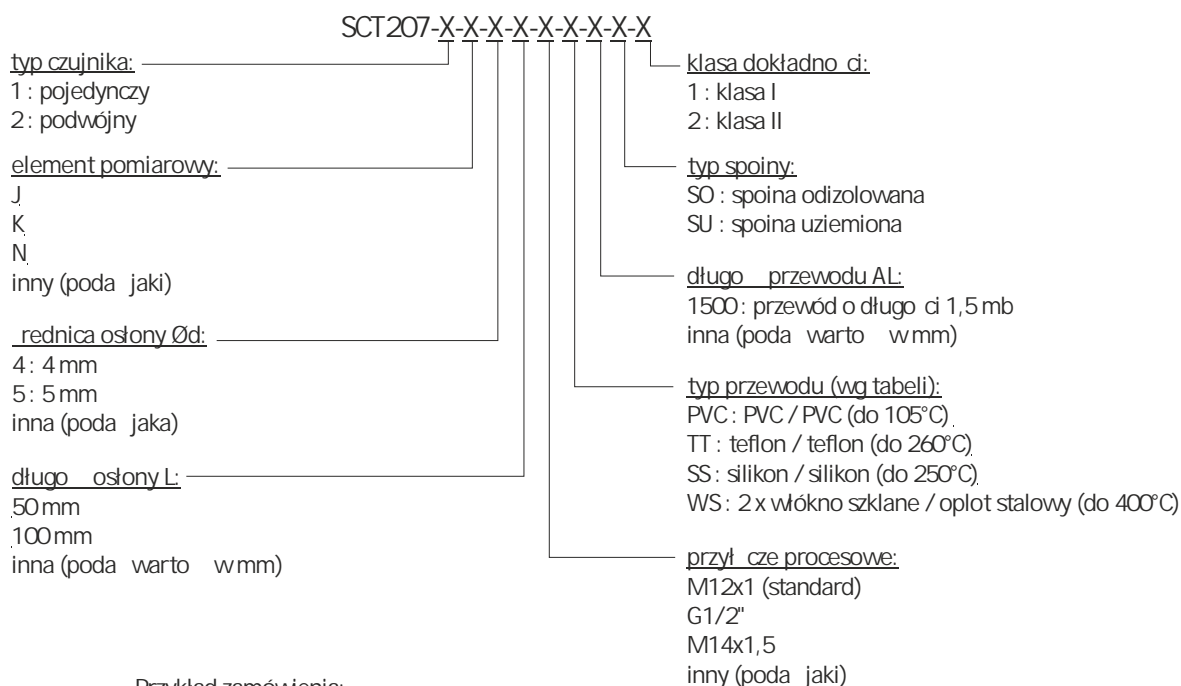 SCT207-X-X-X-X-X-X-X-X-X
typ czujnika:
1 : pojedynczy
2 : podwójny
element pomiarowy:
J
K
N
inny (poda jaki)
rednica osłony Ød:
4 : 4 mm
5 : 5 mm
inna (poda jaka)
długo osłony L:
50 mm
100 mm
inna (poda warto w mm)
klasa dokładno ci:
1 : klasa I
2 : klasa II
typ spoiny:
SO : spoina odizolowana
SU : spoina uziemiona
długo przewodu AL:
1500 : przewód o długo ci 1,5 mb
inna (poda warto w mm)
typ przewodu (wg tabeli):
PVC : PVC / PVC (do 105°C)
TT : teflon / teflon (do 260°C)
SS : silikon / silikon (do 250°C)
WS : 2 x włókno szklane / oplot stalowy (do 400°C)
przył cze procesowe:
M12x1 (standard)
G1/2"
M14x1,5
inny (poda jaki)
Przykład zamówienia: